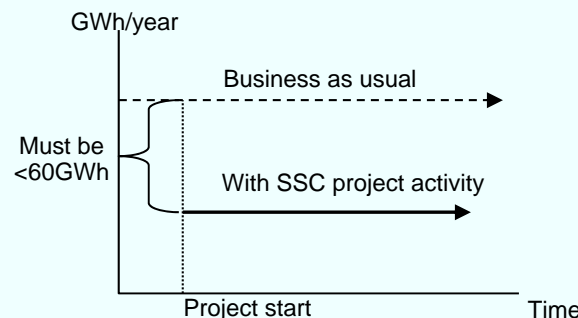 GWh/year
Business as usual
Must be
<60GWh
With SSC project activity
Project start
Time